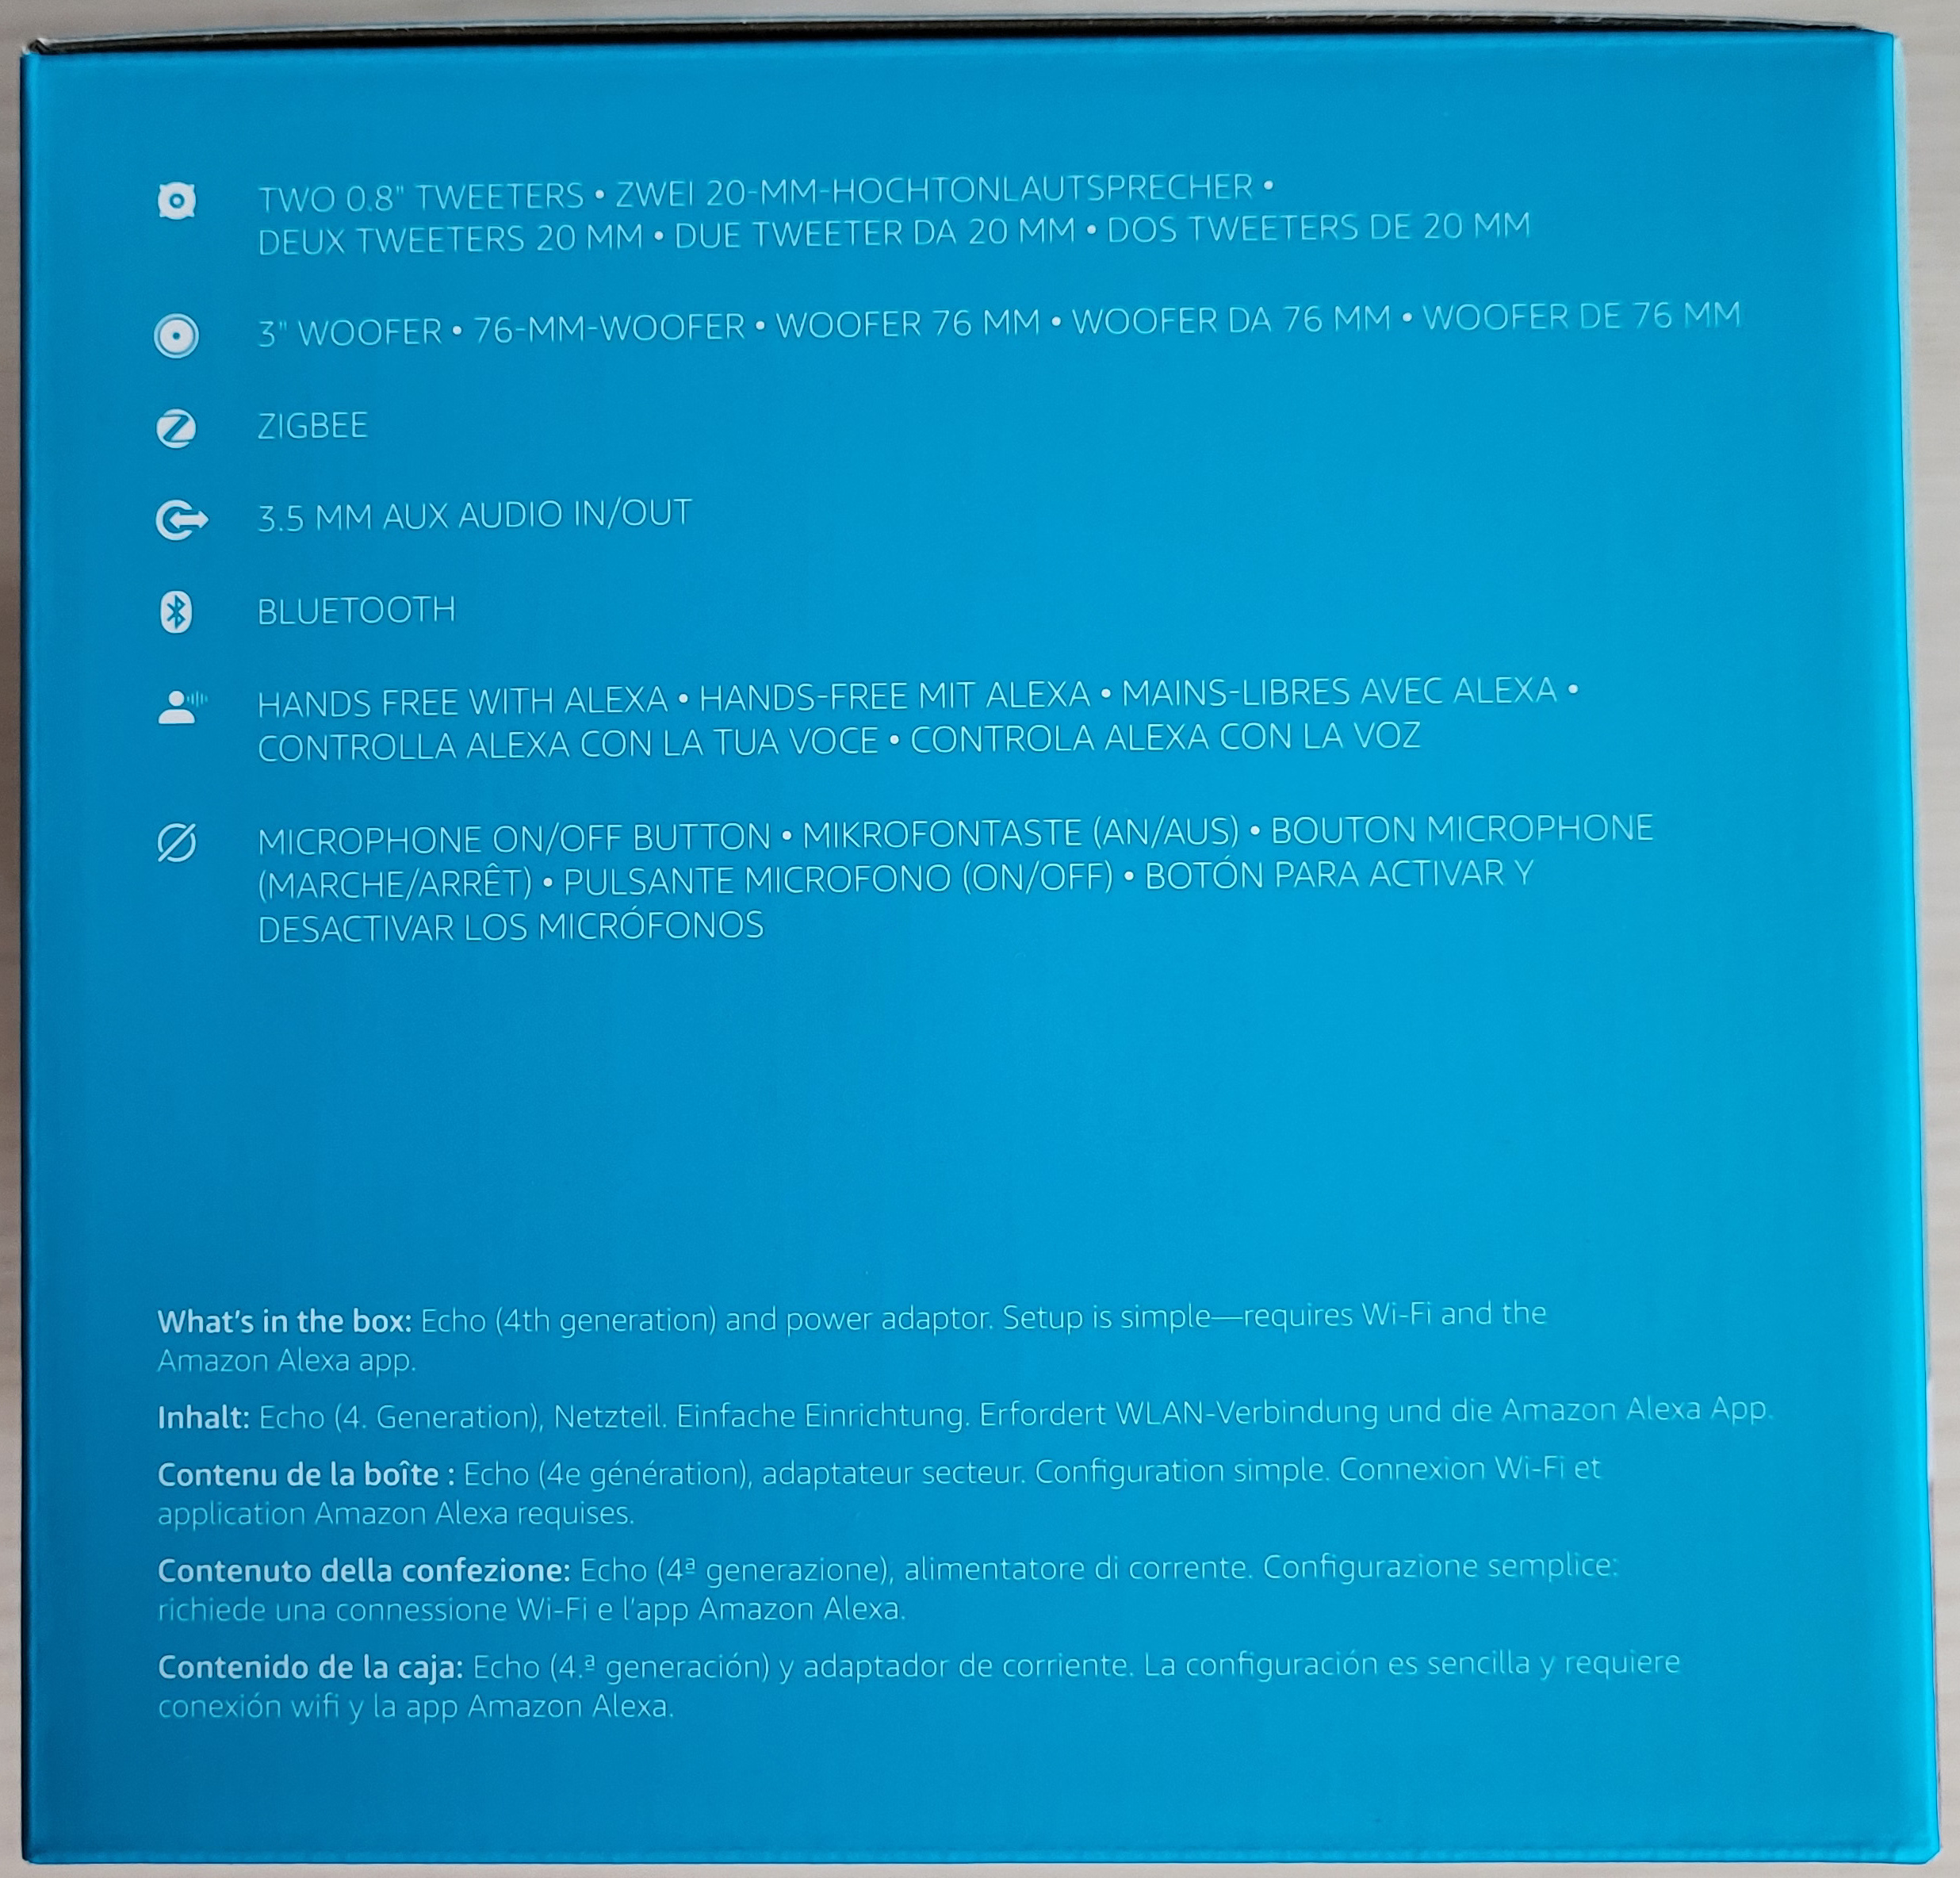 TWO 0.8" TWEETERS • ZWEI 20-MM-HOCHTONLAUTSPRECHER •
DEUX TWEETERS 20 MM • DUE TWEETER DA 20 MM • DOS TWEETERS DE 20 MM
3" WOOFER • 76-MM-WOOFER • WOOFER 76 MM • WOOFER DA 76 MM • WOOFER DE 76 MM
ZIGBEE
3.5 MM AUX AUDIO IN/OUT
BLUETOOTH
HANDS FREE WITH ALEXA • HANDS-FREE MIT ALEXA • MAINS-LIBRES AVEC ALEXA •
CONTROLLA ALEXA CON LA TUA VOCE • CONTROLA ALEXA CON LA VOZ
MICROPHONE ON/OFF BUTTON • MIKROFONTASTE (AN/AUS) • BOUTON MICROPHONE
(MARCHE/ARRÊT) • PULSANTE MICROFONO (ON/OFF) • BOTÓN PARA ACTIVAR Y
DESACTIVAR LOS MICRÓFONOS
What's in the box: Echo (4th generation) and power adaptor. Setup is simple—requires Wi-Fi and the
Amazon Alexa app.
Inhalt: Echo (4. Generation), Netzteil. Einfache Einrichtung. Erfordert WLAN-Verbindung und die Amazon Alexa App.
Contenu de la boîte : Echo (4e génération), adaptateur secteur. Configuration simple. Connexion Wi-Fi et
application Amazon Alexa requises.
Contenuto della confezione: Echo (4ª generazione), alimentatore di corrente. Configurazione semplice:
richiede una connessione Wi-Fi e l'app Amazon Alexa.
Contenido de la caja: Echo (4.ª generación) y adaptador de corriente. La configuración es sencilla y requiere
conexión wifi y la app Amazon Alexa.